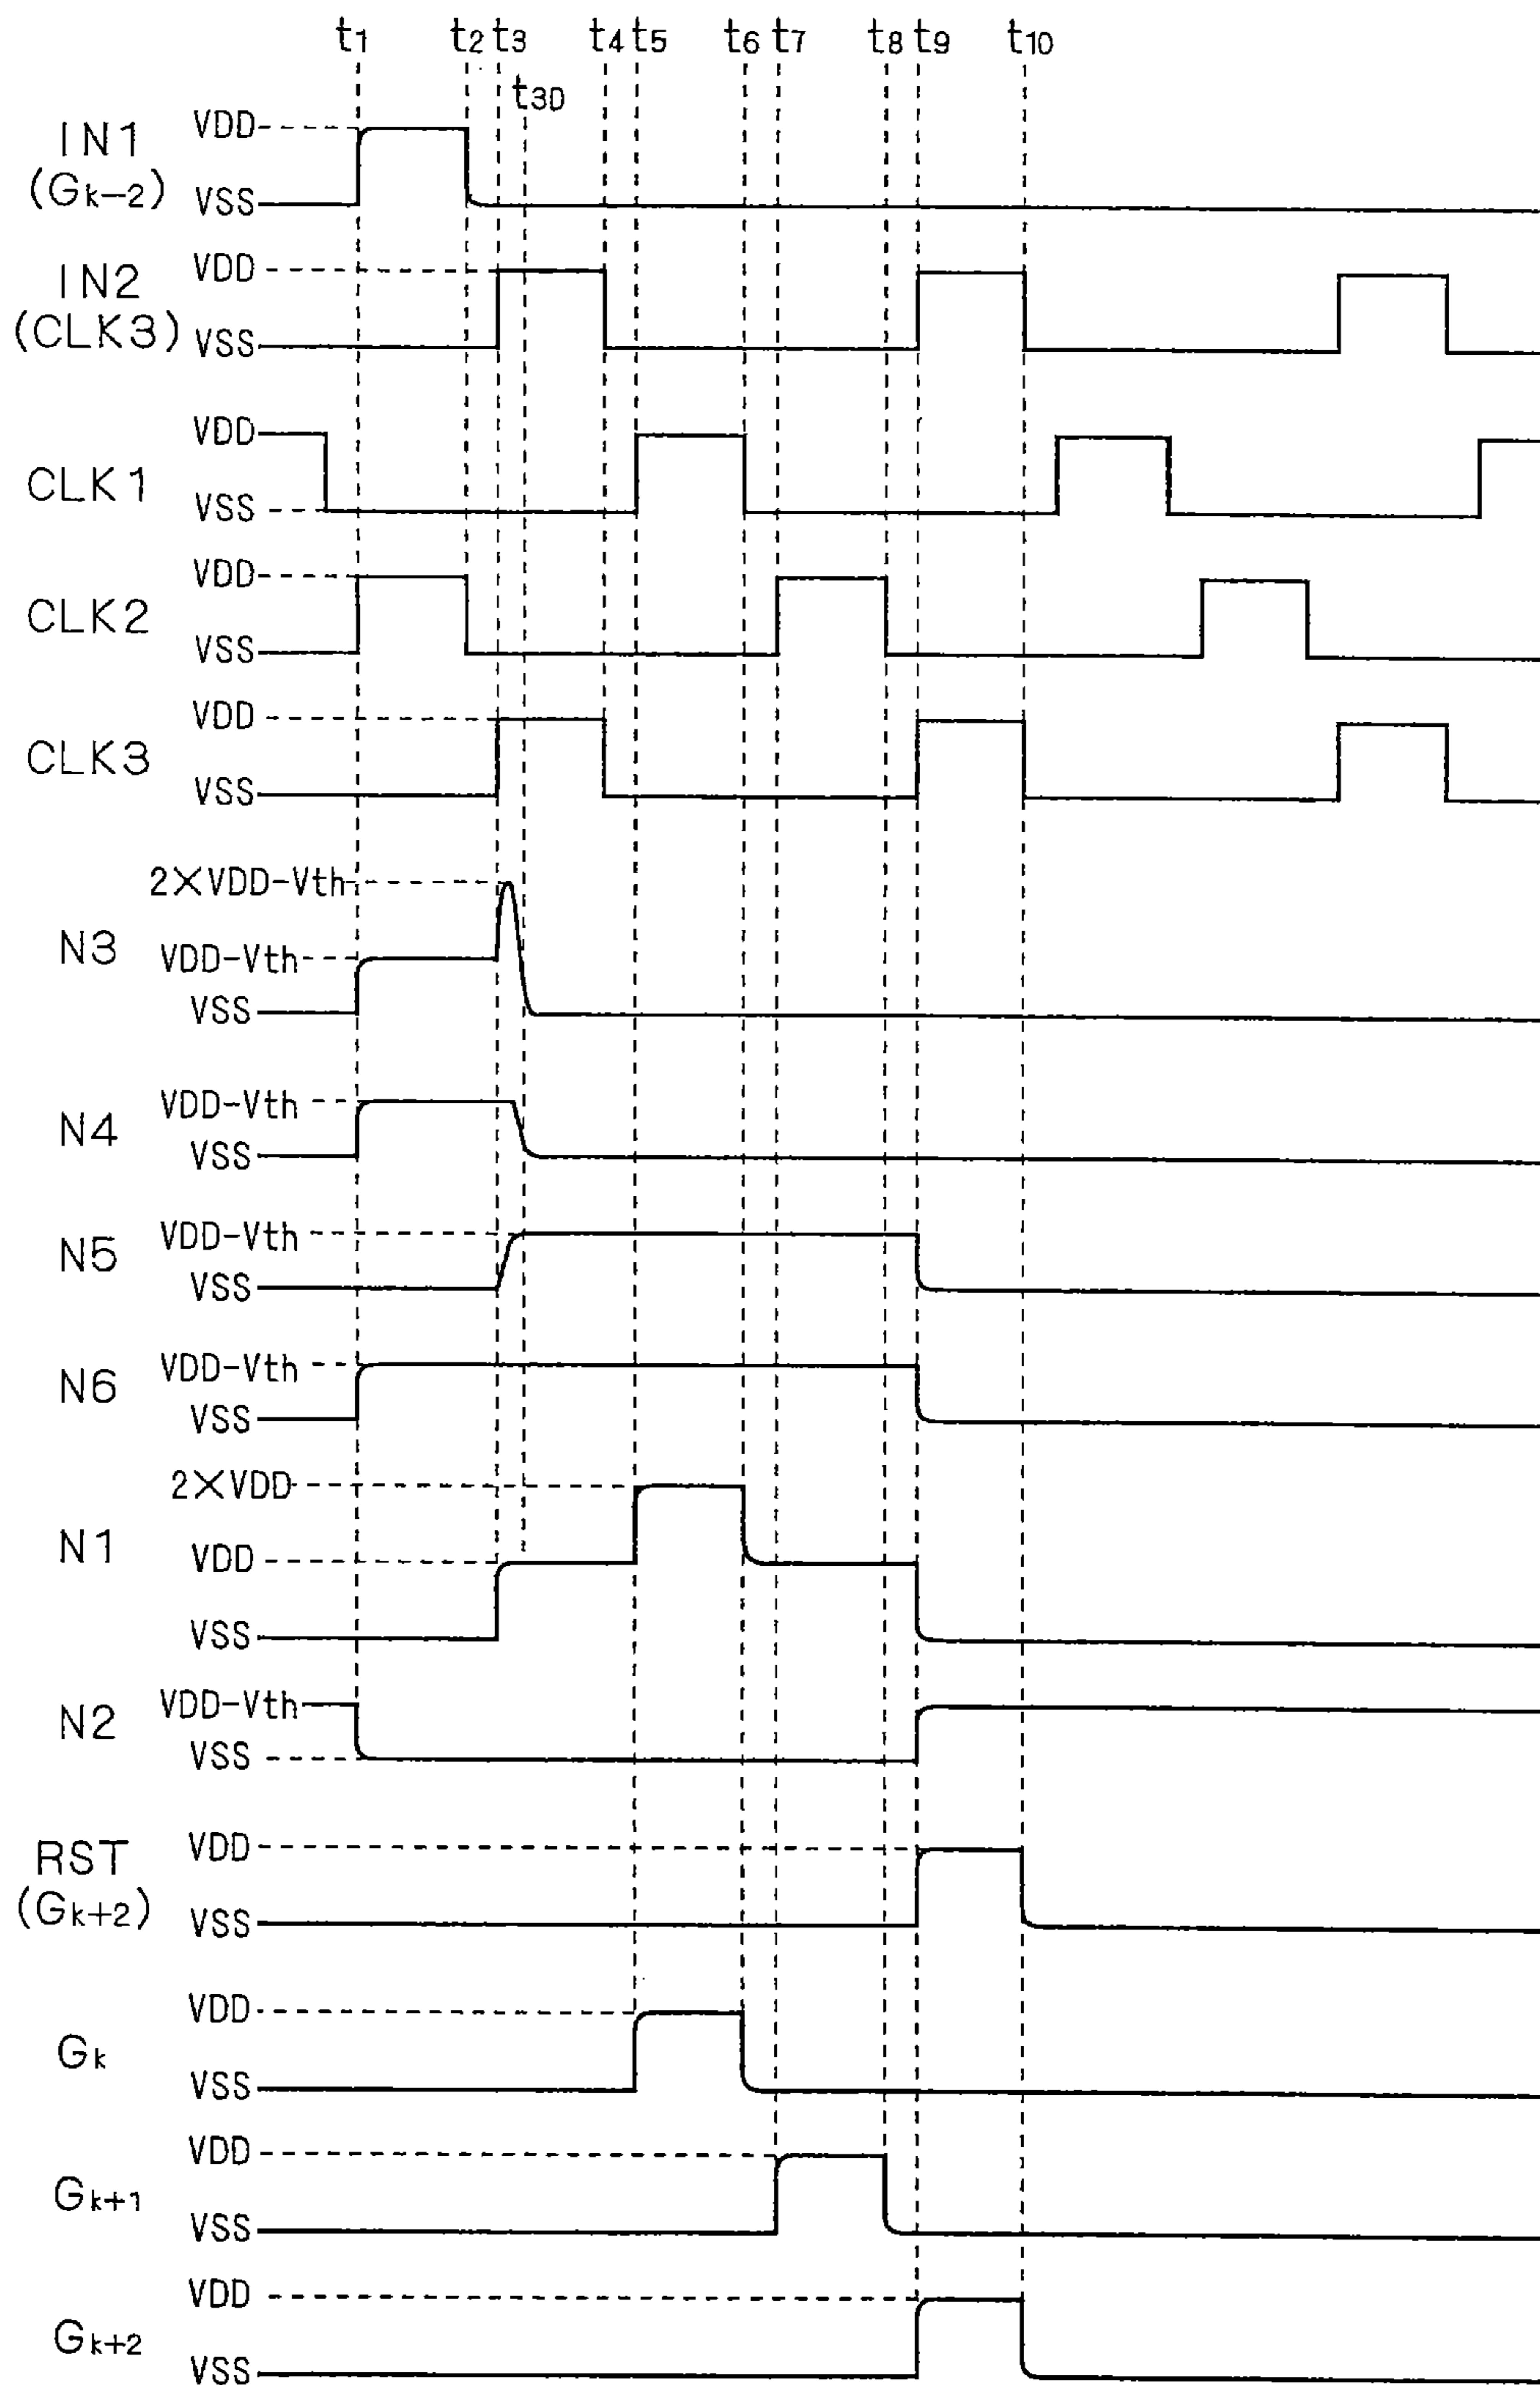 t1 t2 t3 t4 t5 t6 t7 t8 t9 t10
t3D
IN1
(Gk-2)
VDD
VSS
IN2
(CLK3)
VDD
VSS
CLK1
VDD
VSS
CLK2
VDD
VSS
CLK3
VDD
VSS
N3
2×VDD-Vth
VDD-Vth
VSS
N4
VDD-Vth
VSS
N5
VDD-Vth
VSS
N6
VDD-Vth
VSS
N1
2×VDD
VDD
VSS
N2
VDD-Vth
VSS
RST
(Gk+2)
VDD
VSS
Gk
VDD
VSS
Gk+1
VDD
VSS
Gk+2
VDD
VSS